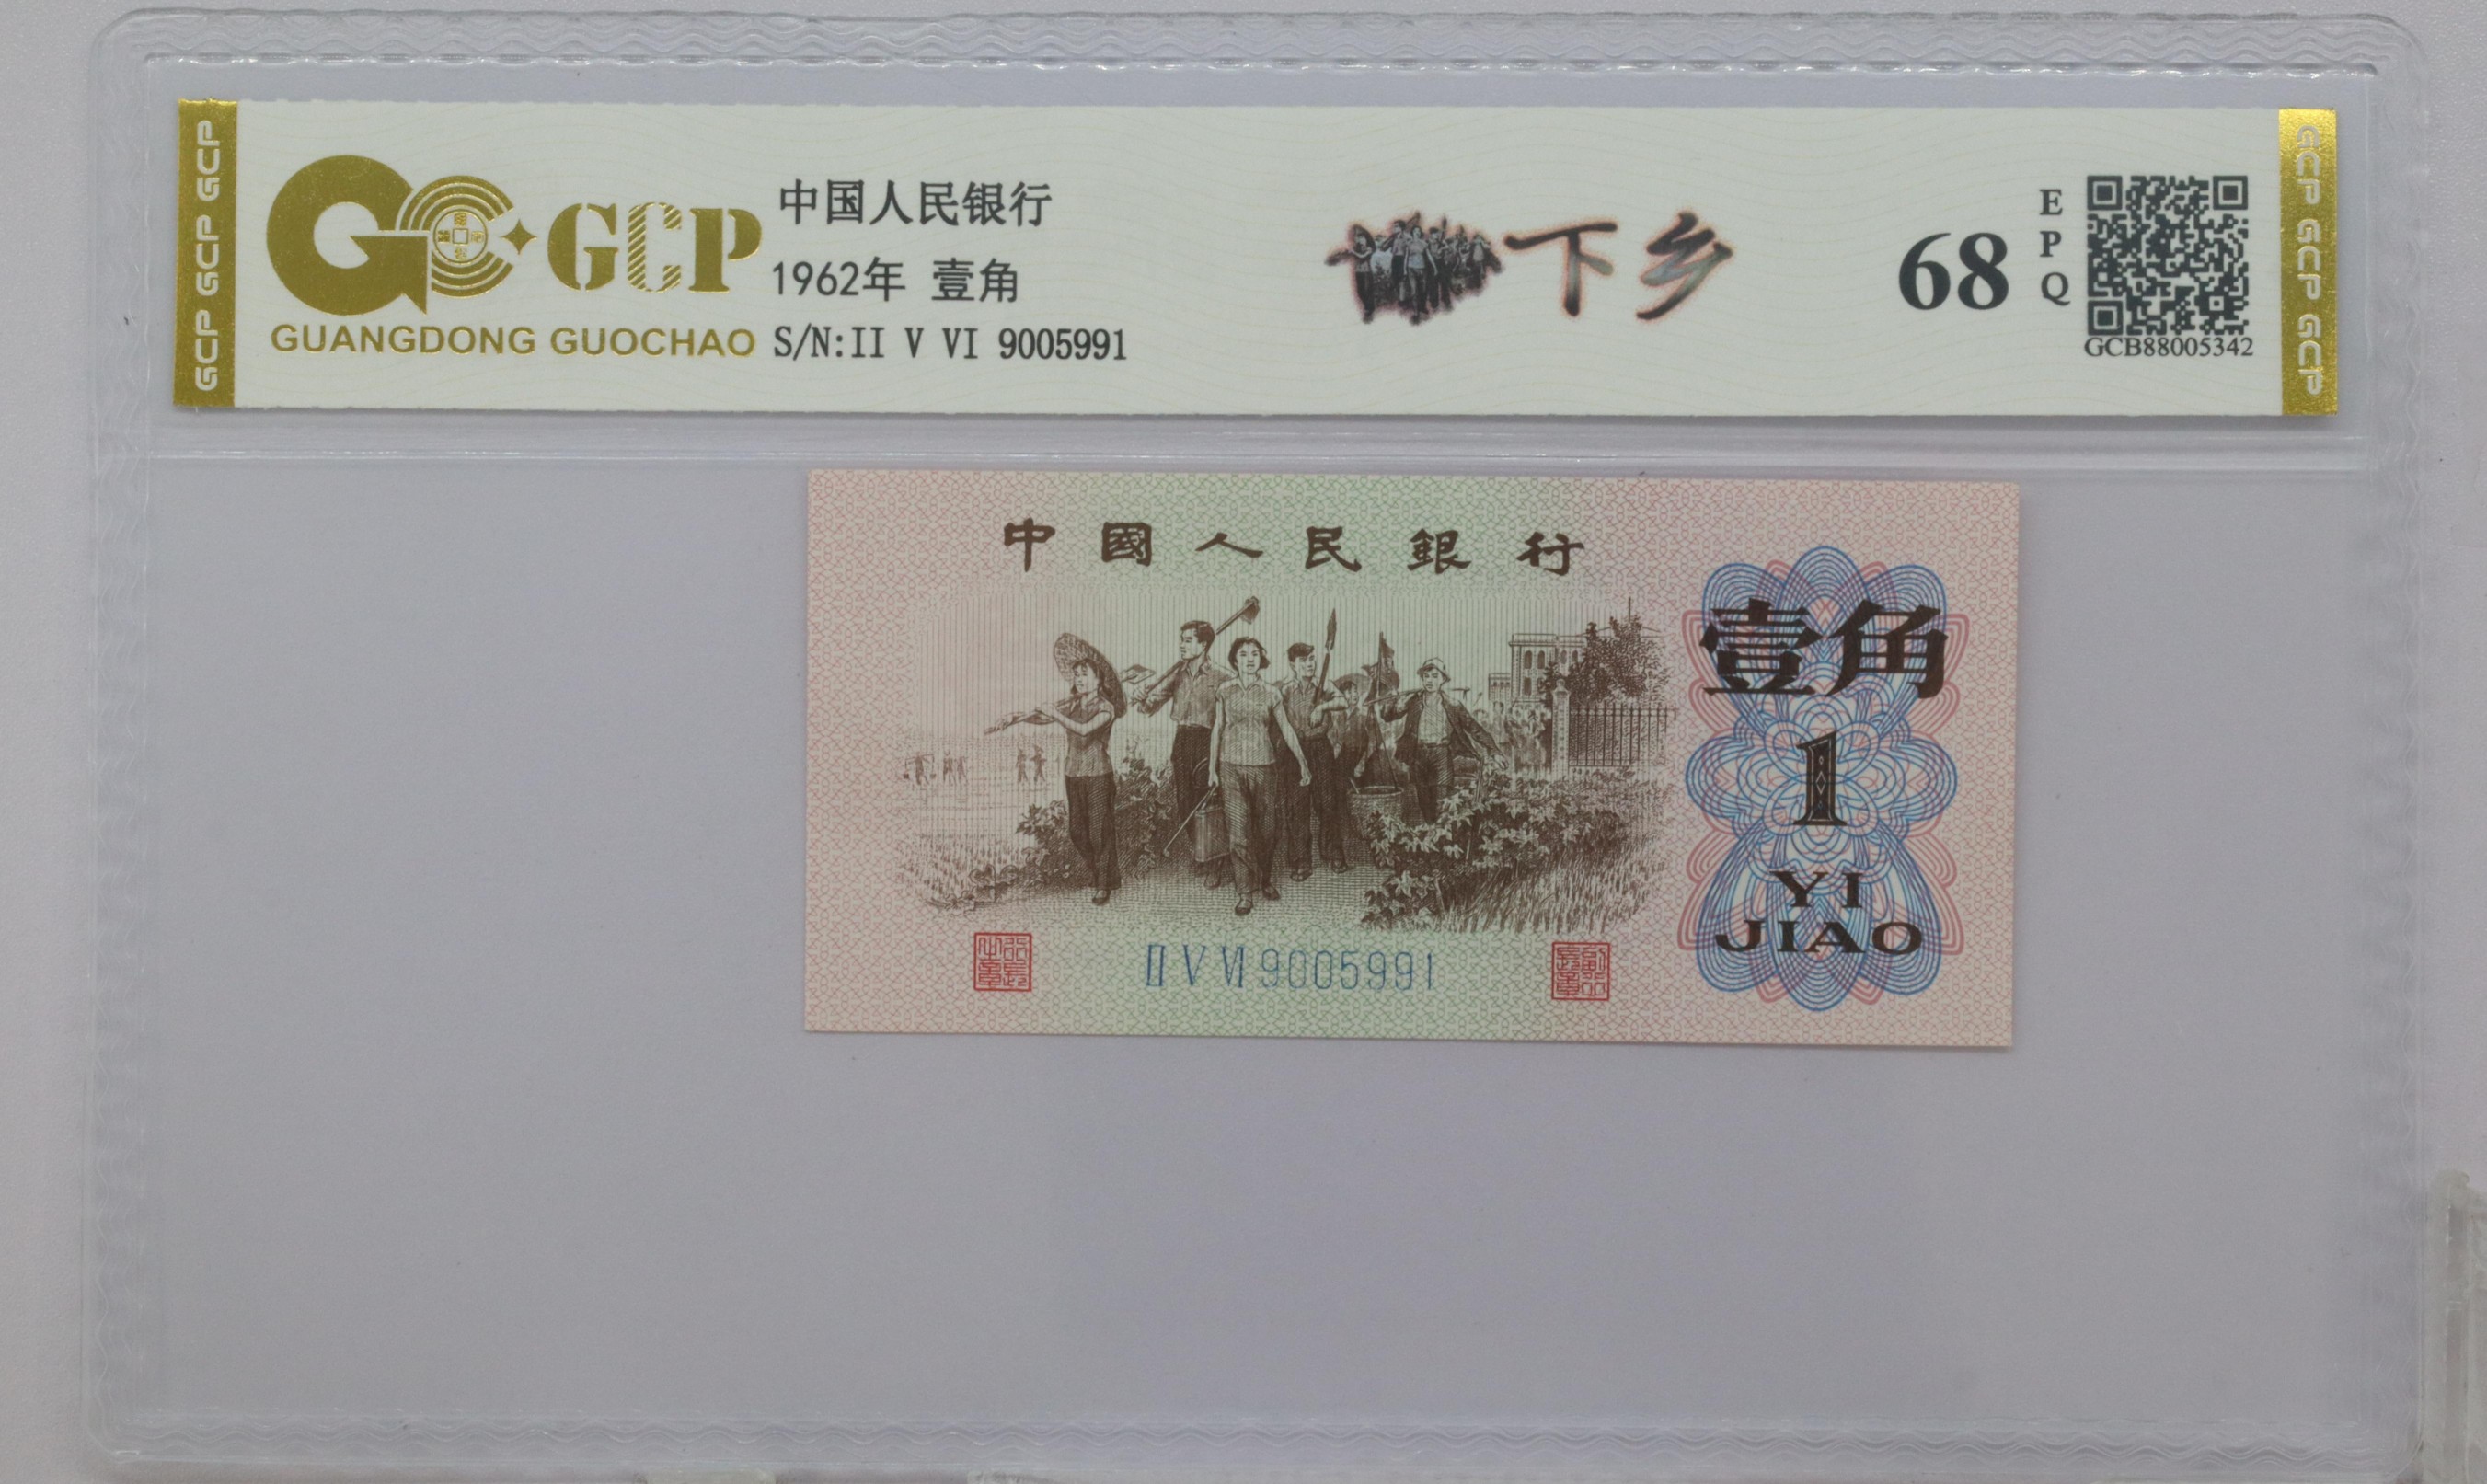 GCP GCP GCP
GCP
GUANGDONG GUOCHAO
中国人民银行
1962年 壹角
S/N:II V VI 9005991
下乡
68
EPQ
GCB88005342
GCP GCP GCP
中國人民銀行
壹角
1
YI
JIAO
II V VI 9005991